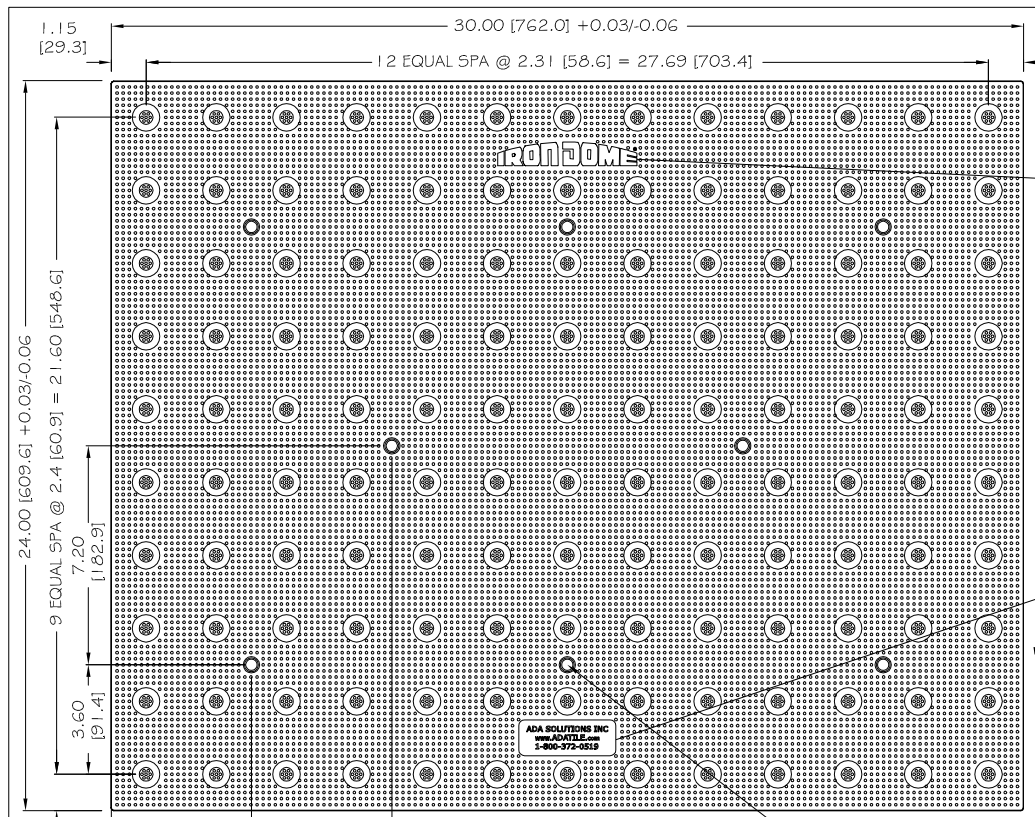 1.15
[29.3]
30.00 [762.0] +0.03/-0.06
12 EQUAL SPA @ 2.31 [58.6] = 27.69 [703.4]
IRON DOME
24.00 [609.6] +0.03/-0.06
9 EQUAL SPA @ 2.4 [60.9] = 21.60 [548.6]
7.20
[182.9]
3.60
[91.4]
ADA SOLUTIONS INC
www.ADATILE.com
1-800-372-0519